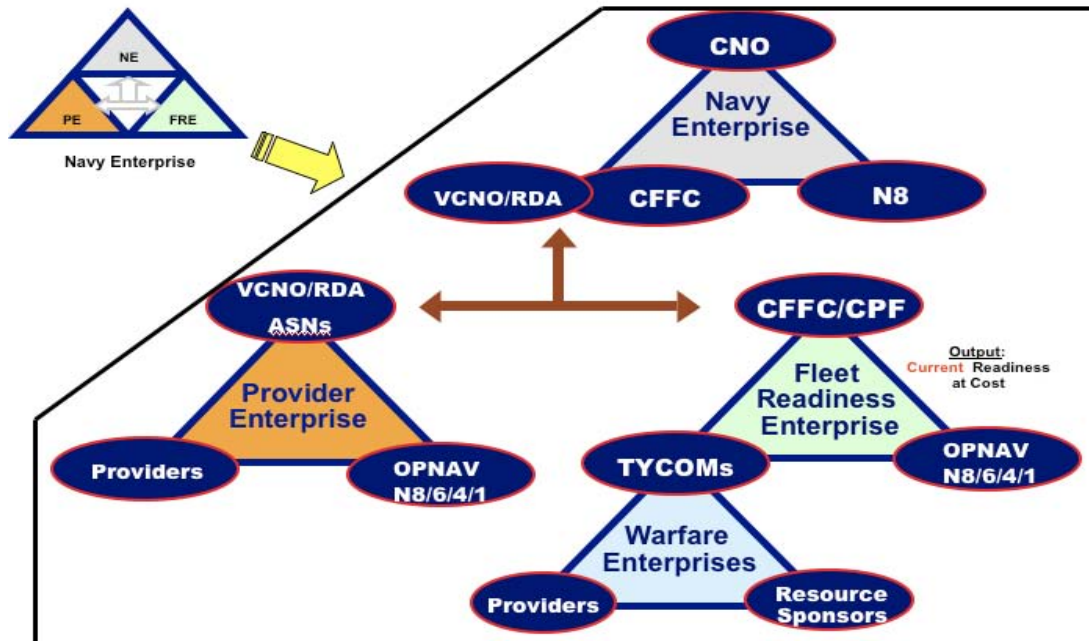 NE
PE
FRE
Navy Enterprise
CNO
Navy
Enterprise
VCNO/RDA
CFFC
N8
VCNO/RDA
ASNs
Provider
Enterprise
Providers
OPNAV
N8/6/4/1
CFFC/CPF
Output:
Current Readiness
at Cost
Fleet
Readiness
Enterprise
TYCOMs
OPNAV
N8/6/4/1
Warfare
Enterprises
Providers
Resource
Sponsors